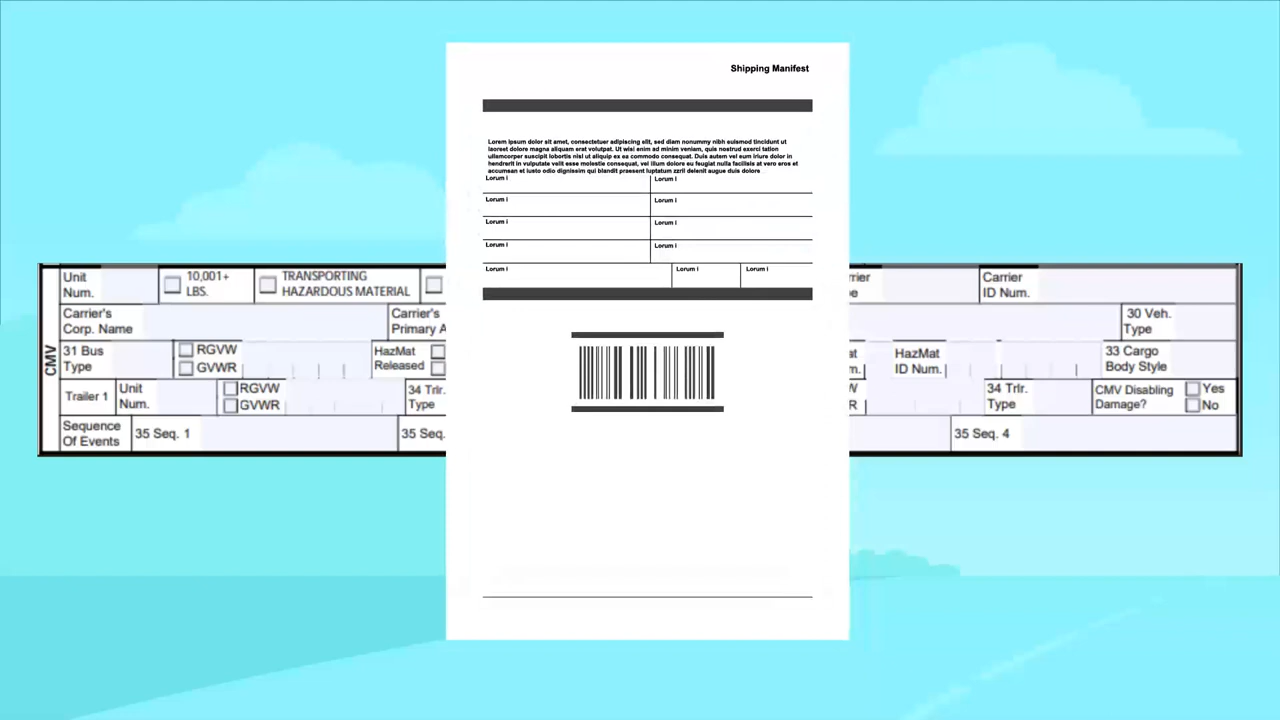 Shipping Manifest
Lorem ipsum dolor sit amet, consectetuer adipiscing elit, sed diam nonummy nibh euismod tincidunt ut
laoreet dolore magna aliquam erat volutpat. Ut wisi enim ad minim veniam, quis nostrud exerci tation
ullamcorper suscipit lobortis nisl ut aliquip ex ea commodo consequat. Duis autem vel eum iriure dolor in
hendrerit in vulputate velit esse molestie consequat, vel illum dolore eu feugiat nulla facilisis at vero eros et
accumsan et iusto odio dignissim qui blandit praesent luptatum zzril delenit augue duis dolore
Lorum i
Lorum i
Lorum i
Lorum i
Lorum i
Lorum i
Lorum i
Lorum i
Lorum i
Lorum i
Lorum i
CMV
Unit
Num.
10,001+
LBS.
TRANSPORTING
HAZARDOUS MATERIAL
Carrier
ID Num.
Carrier's
Corp. Name
Carrier's
Primary A
30 Veh.
Type
31 Bus
Type
RGVW
GVWR
HazMat
Released
HazMat
ID Num.
33 Cargo
Body Style
Trailer 1
Unit
Num.
RGVW
GVWR
34 Trlr.
Type
34 Trlr.
Type
CMV Disabling
Damage?
Yes
No
Sequence
Of Events
35 Seq. 1
35 Seq.
35 Seq. 4